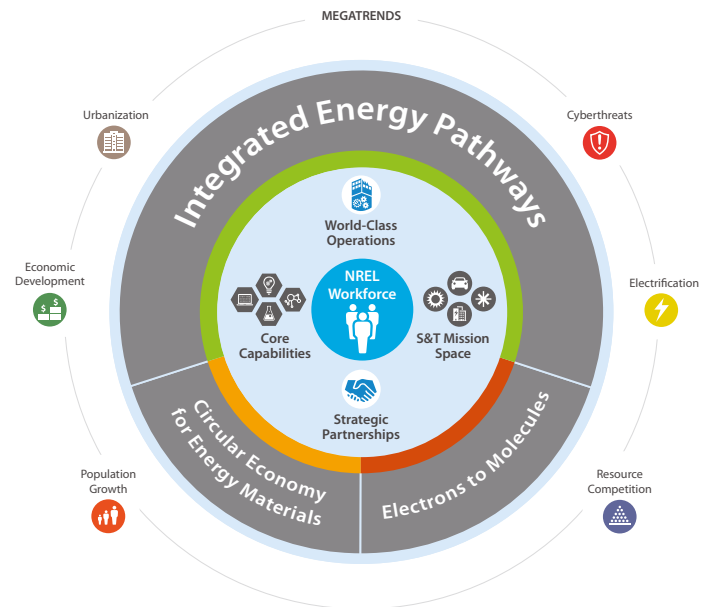 MEGATRENDS
Urbanization
Cyberthreats
Integrated Energy Pathways
World-Class
Operations
Economic
Development
$
$
NREL
Workforce
Electrification
Core
Capabilities
S&T Mission
Space
Strategic
Partnerships
Circular Economy
for Energy Materials
Electrons to Molecules
Population
Growth
Resource
Competition